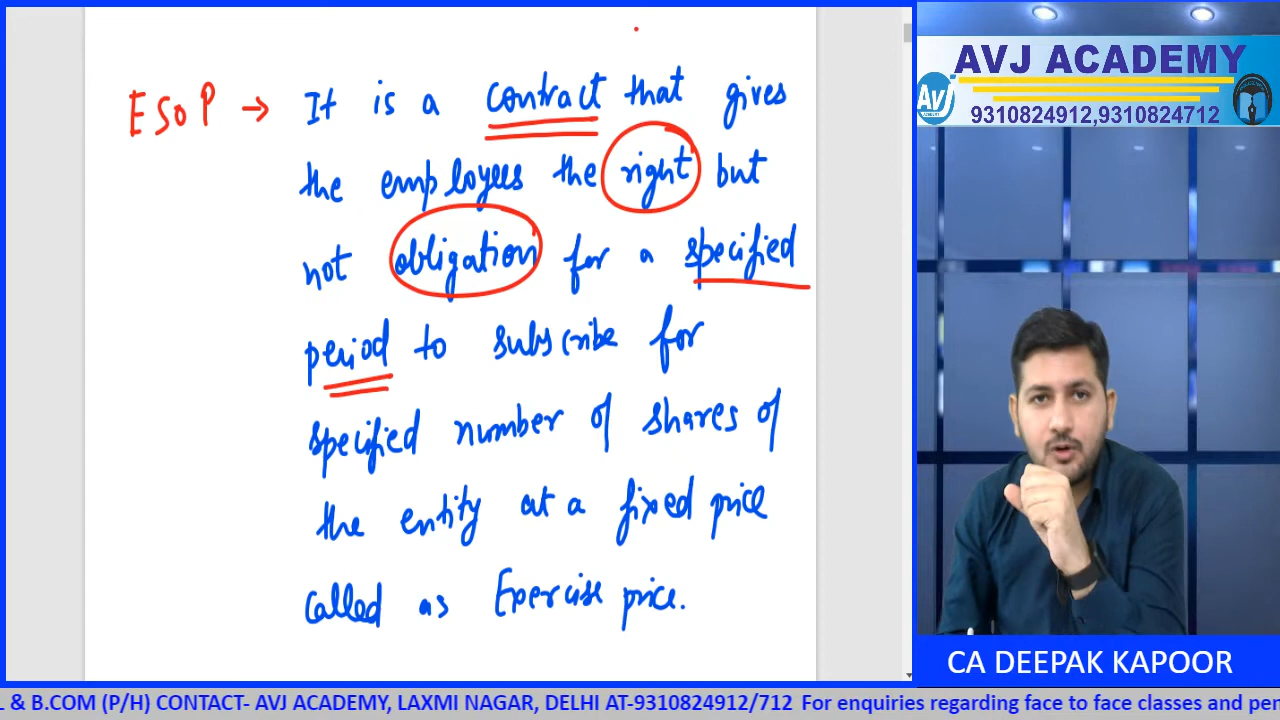 ESOP → It is a contract that gives
the employees the right but
not obligation for a specified
period to subscribe for
specified number of shares of
the entity at a fixed price
called as Exercise price.
AVJ ACADEMY
AV
9310824912,9310824712
CA DEEPAK KAPOOR
L & B.COM (P/H) CONTACT- AVJ ACADEMY, LAXMI NAGAR, DELHI AT-9310824912/712 For enquiries regarding face to face classes and per